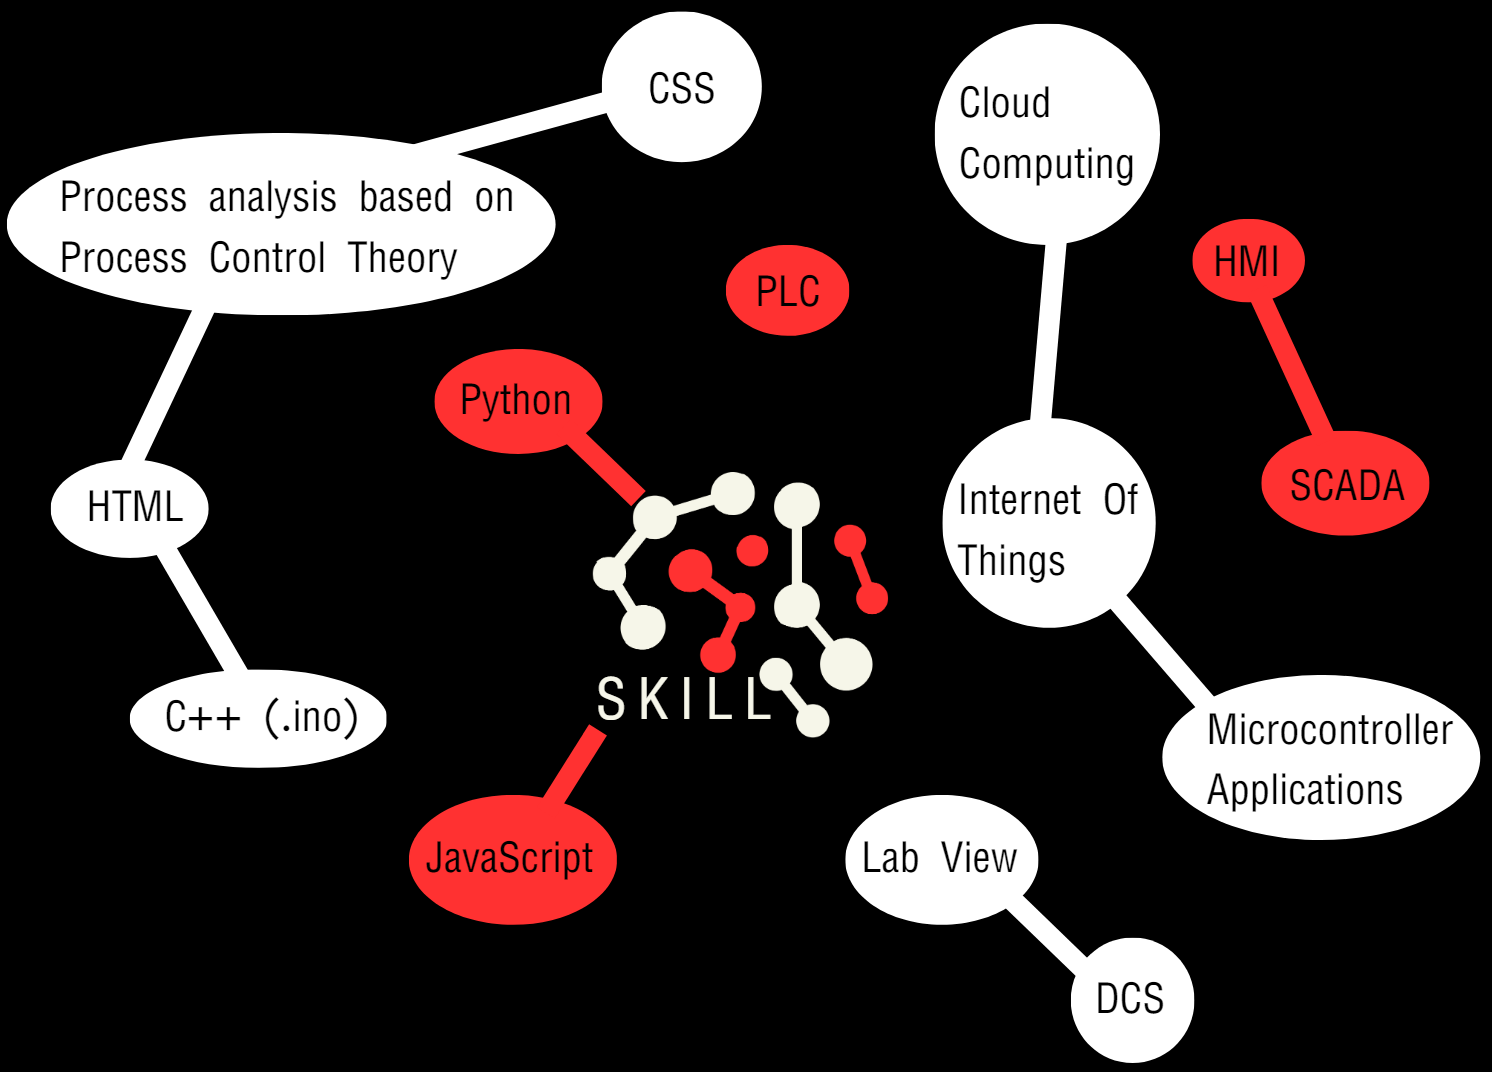 CSS
Cloud
Computing
Process analysis based on
Process Control Theory
HMI
PLC
Python
SCADA
HTML
Internet Of
Things
SKILL
C++ (.ino)
Microcontroller
Applications
JavaScript
Lab View
DCS